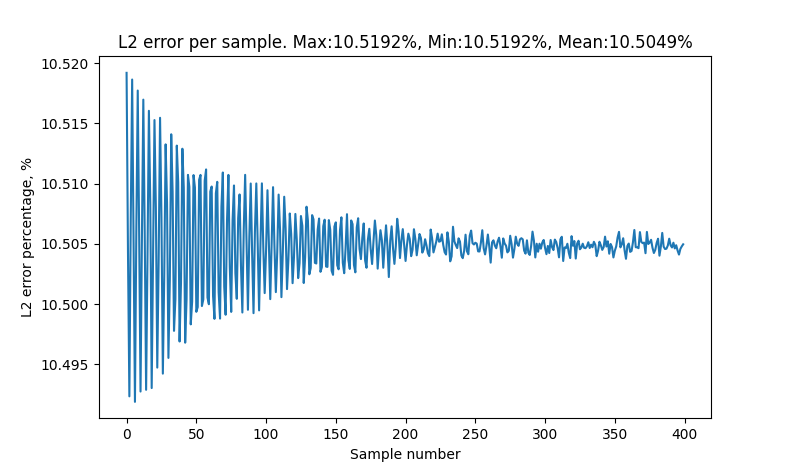 L2 error per sample. Max:10.5192%, Min:10.5192%, Mean:10.5049%
10.520
10.515
10.510
10.505
10.500
10.495
L2 error percentage, %
0 50 100 150 200 250 300 350 400
Sample number